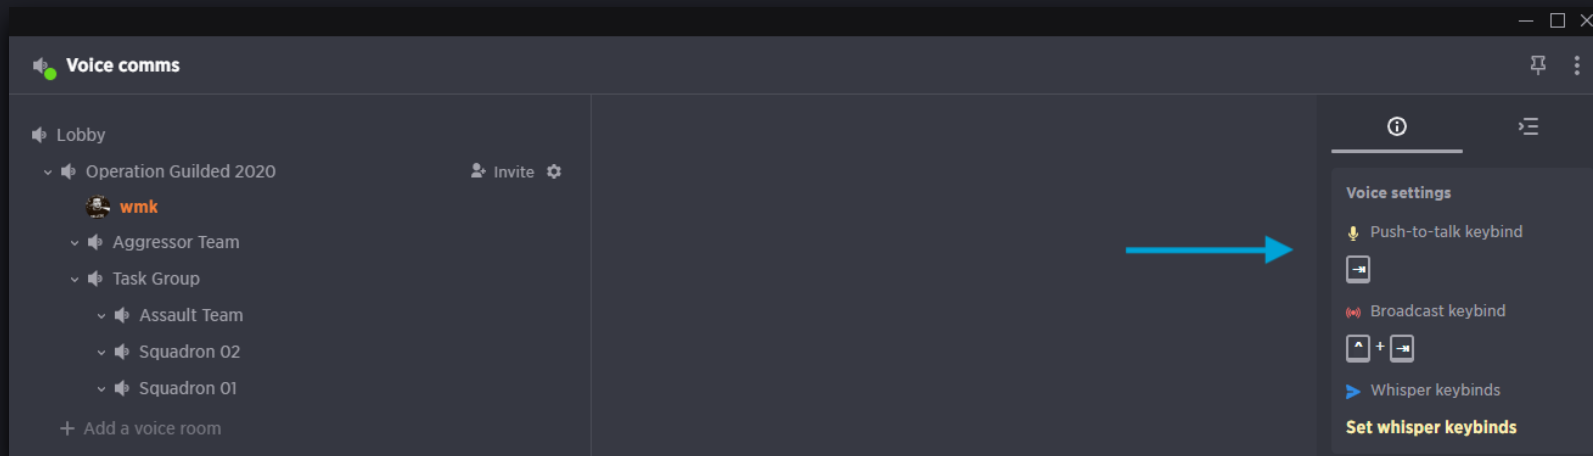 Voice comms
Lobby
Operation Guilded 2020
Invite
wmk
Aggressor Team
Task Group
Assault Team
Squadron 02
Squadron 01
+ Add a voice room
Voice settings
Push-to-talk keybind
⇥
Broadcast keybind
^ + ⇥
Whisper keybinds
Set whisper keybinds